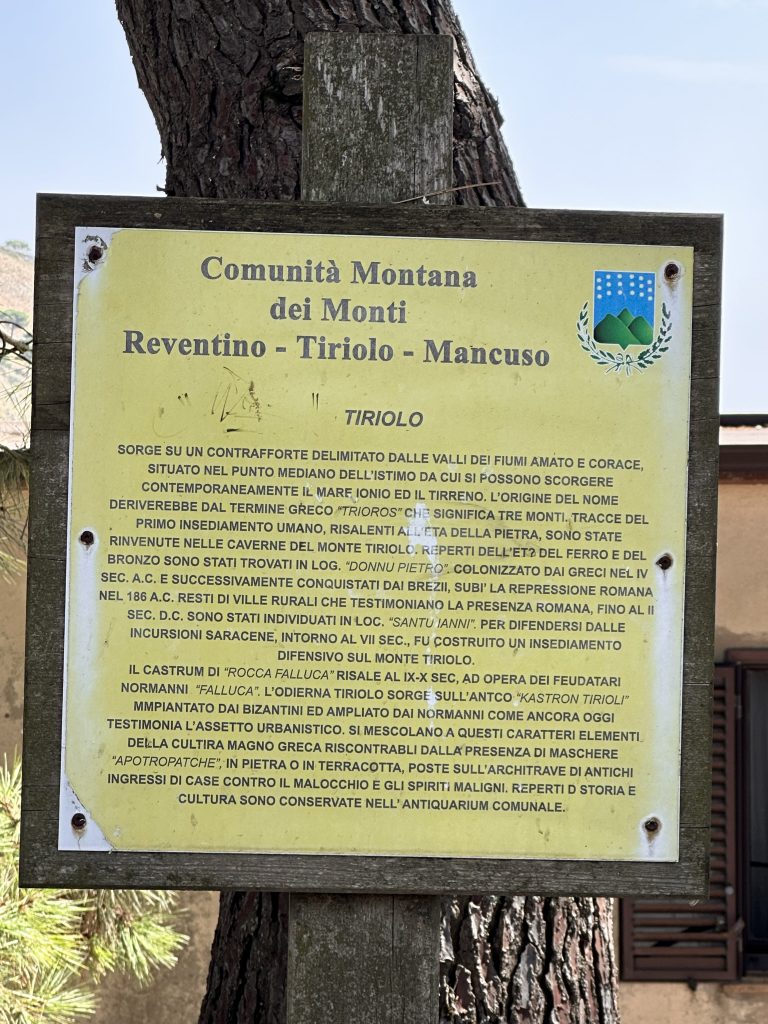 Comunità Montana
dei Monti
Reventino - Tiriolo - Mancuso
TIRIOLO
SORGE SU UN CONTRAFFORTE DELIMITATO DALLE VALLI DEI FIUMI AMATO E CORACE,
SITUATO NEL PUNTO MEDIANO DELL'ISTIMO DA CUI SI POSSONO SCORGERE
CONTEMPORANEAMENTE IL MARE IONIO ED IL TIRRENO. L'ORIGINE DEL NOME
DERIVEREBBE DAL TERMINE GRECO "TRIOROS" CHE SIGNIFICA TRE MONTI. TRACCE DEL
PRIMO INSEDIAMENTO UMANO, RISALENTI ALL'ETA DELLA PIETRA, SONO STATE
RINVENUTE NELLE CAVERNE DEL MONTE TIRIOLO. REPERTI DELL'ET? DEL FERRO E DEL
BRONZO SONO STATI TROVATI IN LOG. "DONNU PIETRO". COLONIZZATO DAI GRECI NEL IV
SEC. A.C. E SUCCESSIVAMENTE CONQUISTATI DAI BREZII, SUBI' LA REPRESSIONE ROMANA
NEL 186 A.C. RESTI DI VILLE RURALI CHE TESTIMONIANO LA PRESENZA ROMANA, FINO AL II
SEC. D.C. SONO STATI INDIVIDUATI IN LOC. "SANTU IANNI". PER DIFENDERSI DALLE
INCURSIONI SARACENE, INTORNO AL VII SEC., FU COSTRUITO UN INSEDIAMENTO
DIFENSIVO SUL MONTE TIRIOLO.
IL CASTRUM DI "ROCCA FALLUCA" RISALE AL IX-X SEC, AD OPERA DEI FEUDATARI
NORMANNI "FALLUCA". L'ODIERNA TIRIOLO SORGE SULL'ANTCO "KASTRON TIRIOLI"
MMPIANTATO DAI BIZANTINI ED AMPLIATO DAI NORMANNI COME ANCORA OGGI
TESTIMONIA L'ASSETTO URBANISTICO. SI MESCOLANO A QUESTI CARATTERI ELEMENTI
DELLA CULTIRA MAGNO GRECA RISCONTRABLI DALLA PRESENZA DI MASCHERE
"APOTROPATCHE", IN PIETRA O IN TERRACOTTA, POSTE SULL'ARCHITRAVE DI ANTICHI
INGRESSI DI CASE CONTRO IL MALOCCHIO E GLI SPIRITI MALIGNI. REPERTI D STORIA E
CULTURA SONO CONSERVATE NELL' ANTIQUARIUM COMUNALE.